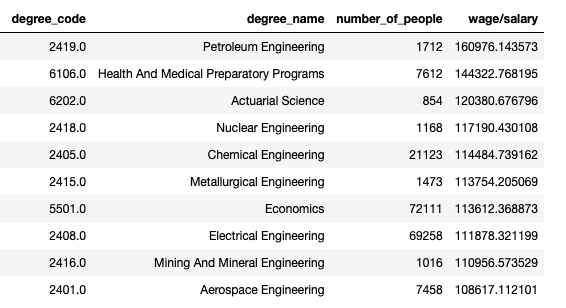 degree_code degree_name number_of_people wage/salary
2419.0 Petroleum Engineering 1712 160976.143573
6106.0 Health And Medical Preparatory Programs 7612 144322.768195
6202.0 Actuarial Science 854 120380.676796
2418.0 Nuclear Engineering 1168 117190.430108
2405.0 Chemical Engineering 21123 114484.739162
2415.0 Metallurgical Engineering 1473 113754.205069
5501.0 Economics 72111 113612.368873
2408.0 Electrical Engineering 69258 111878.321199
2416.0 Mining And Mineral Engineering 1016 110956.573529
2401.0 Aerospace Engineering 7458 108617.112101